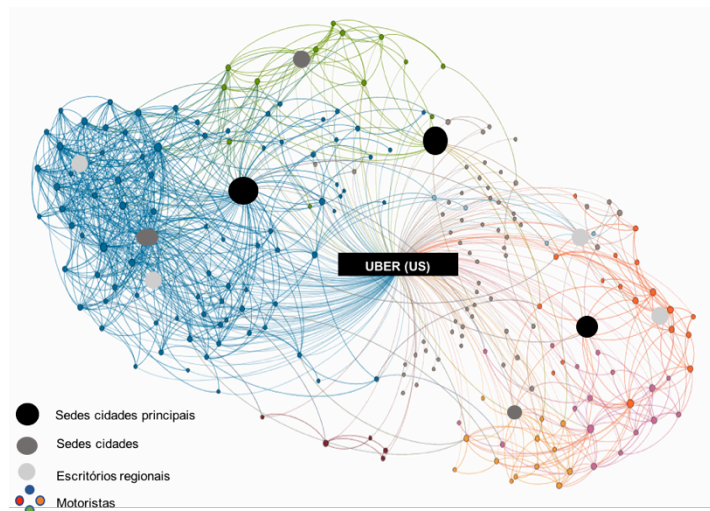 UBER (US)
Sedes cidades principais
Sedes cidades
Escritórios regionais
Motoristas